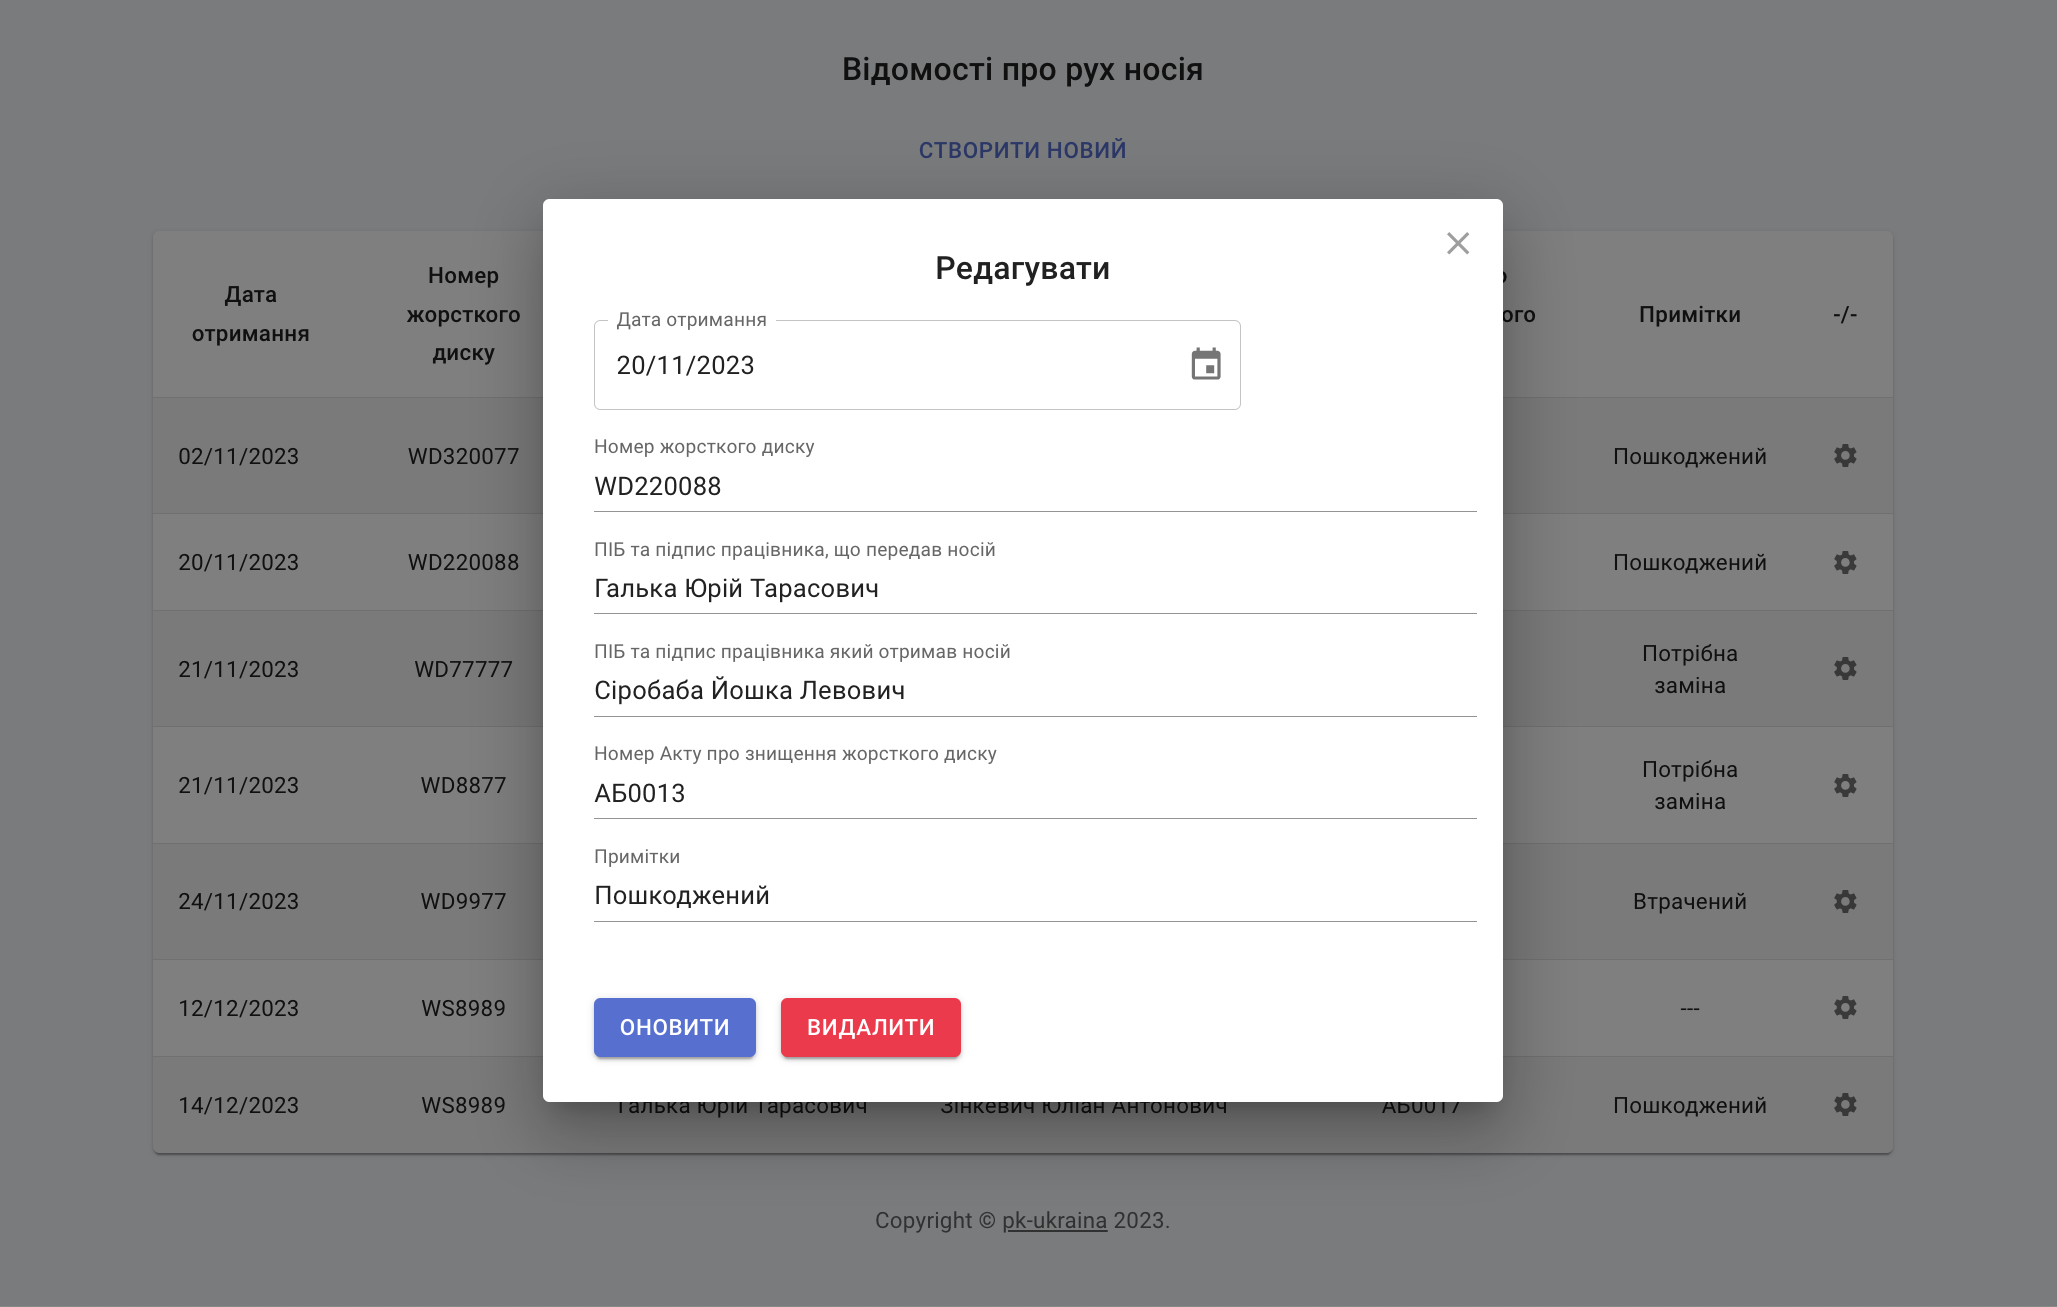 Відомості про рух носія
СТВОРИТИ НОВИЙ
Дата отримання
Номер жорсткого диску
ого
Примітки
-/-
02/11/2023 WD320077 Пошкоджений
20/11/2023 WD220088 Пошкоджений
21/11/2023 WD77777 Потрібна заміна
21/11/2023 WD8877 Потрібна заміна
24/11/2023 WD9977 Втрачений
12/12/2023 WS8989 ---
14/12/2023 WS8989 Галька Юрій Тарасович Зінкевич Юліан Антонович АБ0017 Пошкоджений
Редагувати
Дата отримання
20/11/2023
Номер жорсткого диску
WD220088
ПІБ та підпис працівника, що передав носій
Галька Юрій Тарасович
ПІБ та підпис працівника який отримав носій
Сіробаба Йошка Левович
Номер Акту про знищення жорсткого диску
АБ0013
Примітки
Пошкоджений
ОНОВИТИ ВИДАЛИТИ
Copyright © pk-ukraina 2023.